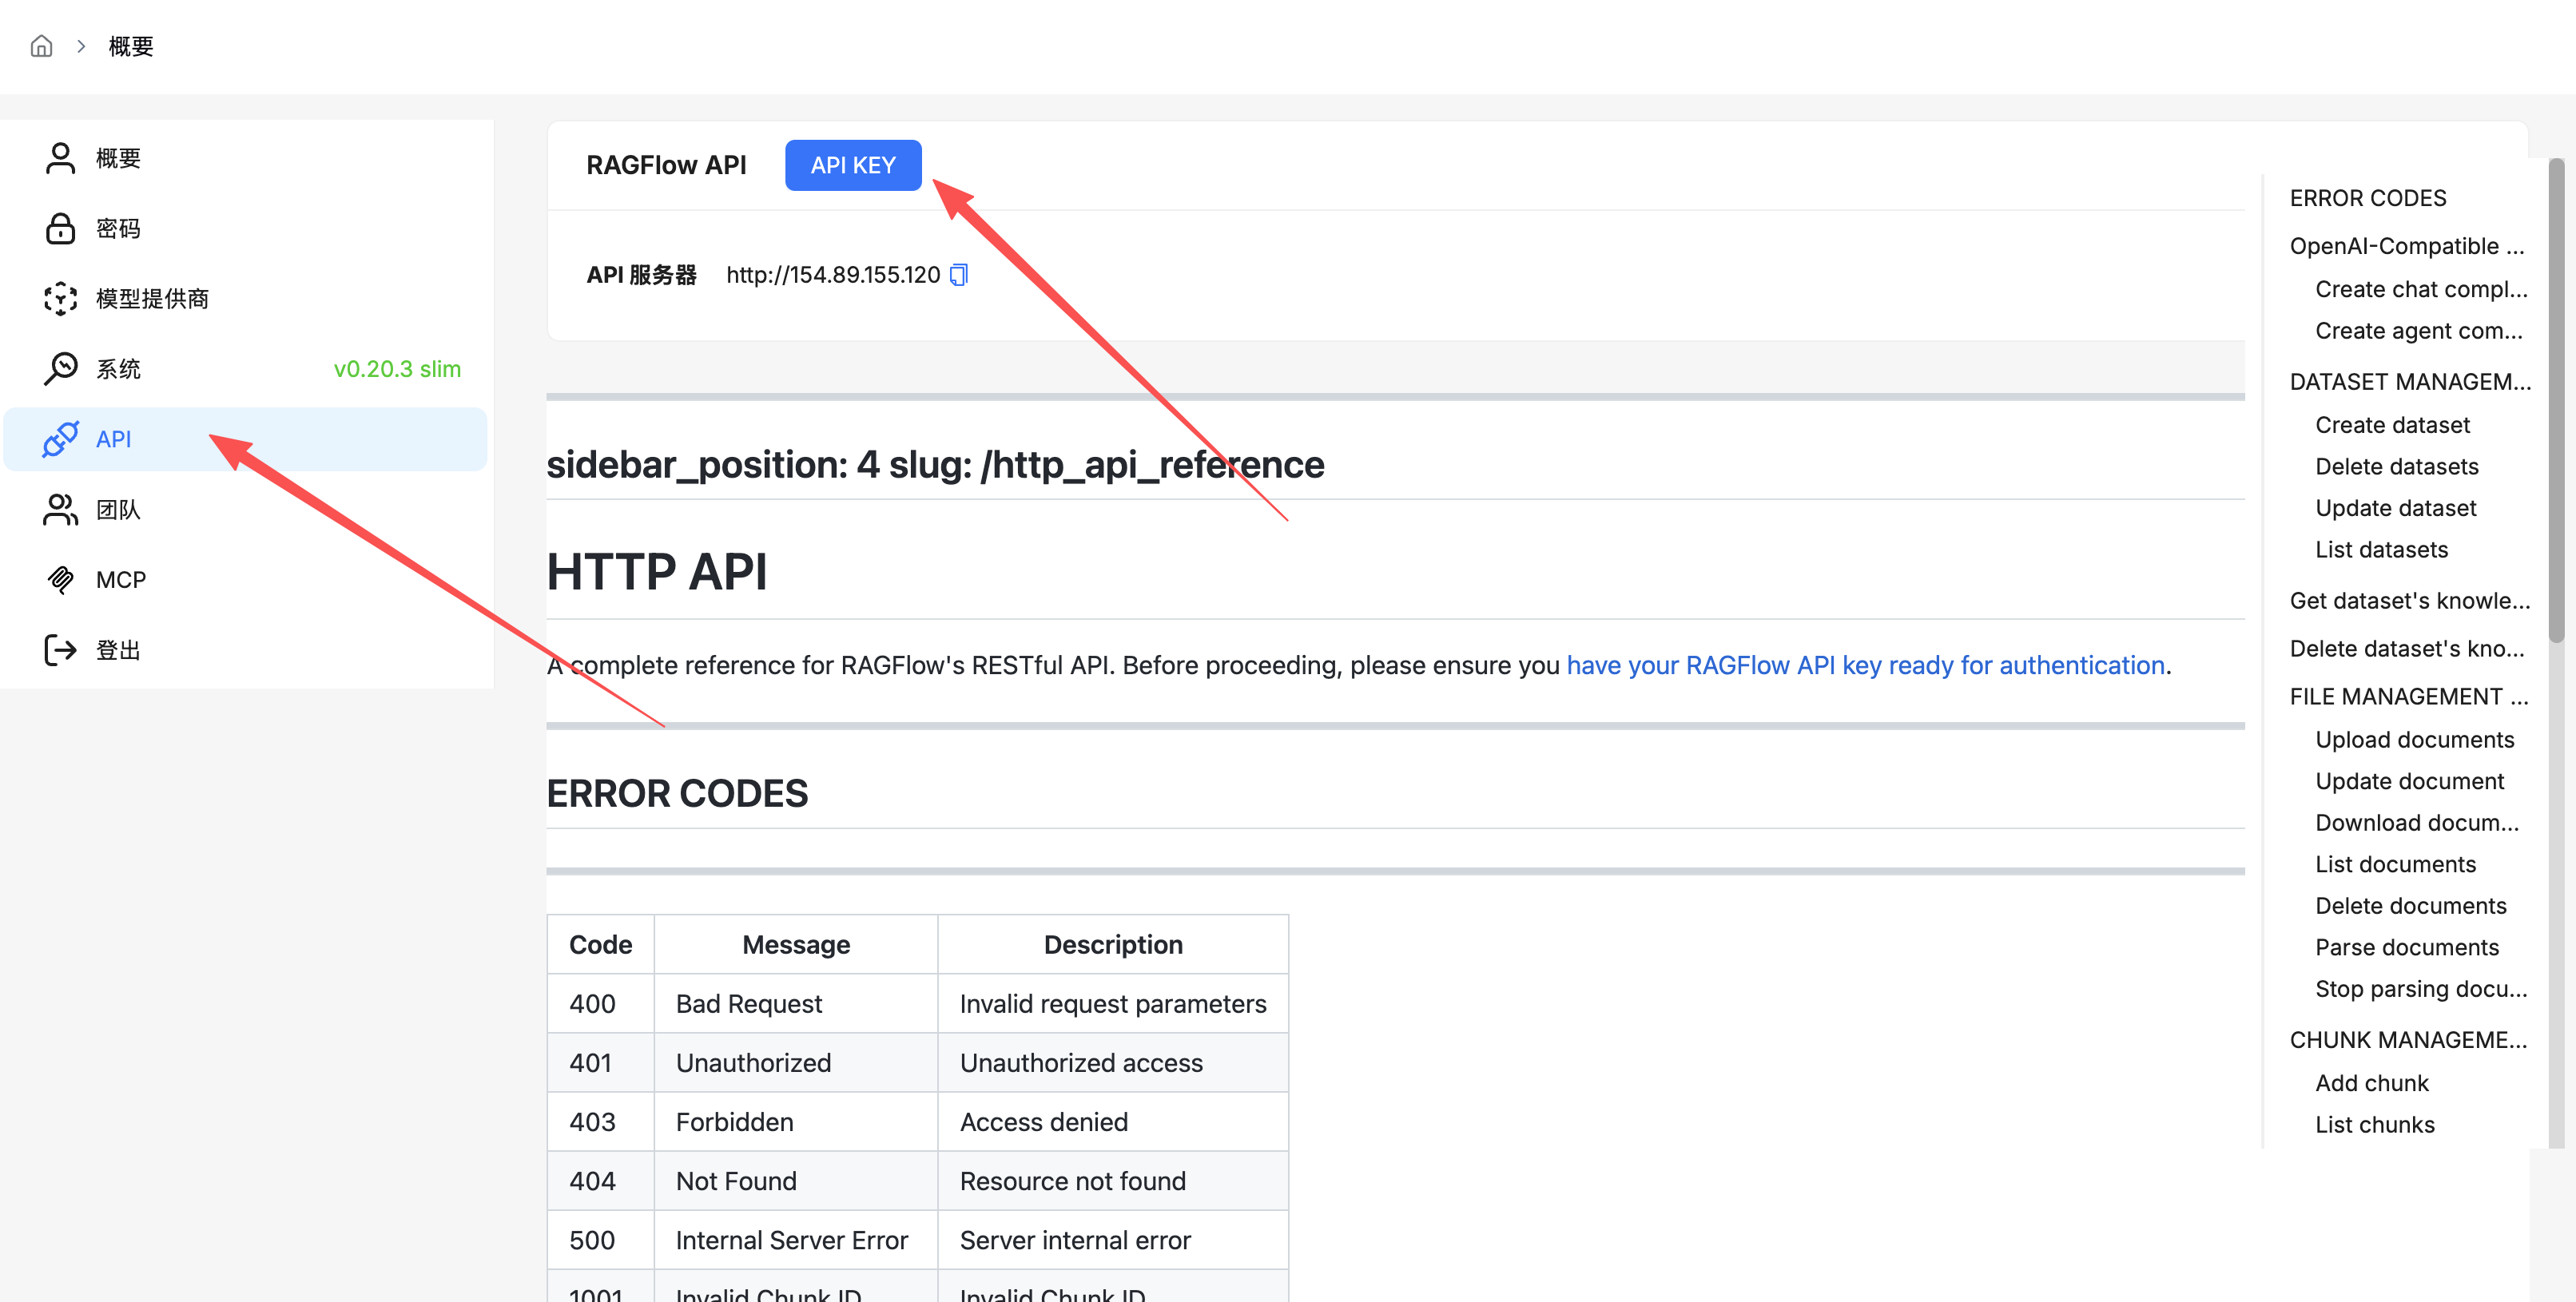 概要
概要
密码
模型提供商
系统 v0.20.3 slim
API
团队
MCP
登出
RAGFlow API API KEY
API 服务器 http://154.89.155.120
sidebar_position: 4 slug: /http_api_reference
HTTP API
A complete reference for RAGFlow's RESTful API. Before proceeding, please ensure you have your RAGFlow API key ready for authentication.
ERROR CODES
Code Message Description
400 Bad Request Invalid request parameters
401 Unauthorized Unauthorized access
403 Forbidden Access denied
404 Not Found Resource not found
500 Internal Server Error Server internal error
1001 Invalid Chunk ID Invalid Chunk ID
ERROR CODES
OpenAI-Compatible ...
Create chat compl...
Create agent com...
DATASET MANAGEM...
Create dataset
Delete datasets
Update dataset
List datasets
Get dataset's knowle...
Delete dataset's kno...
FILE MANAGEMENT ...
Upload documents
Update document
Download docum...
List documents
Delete documents
Parse documents
Stop parsing docu...
CHUNK MANAGEME...
Add chunk
List chunks